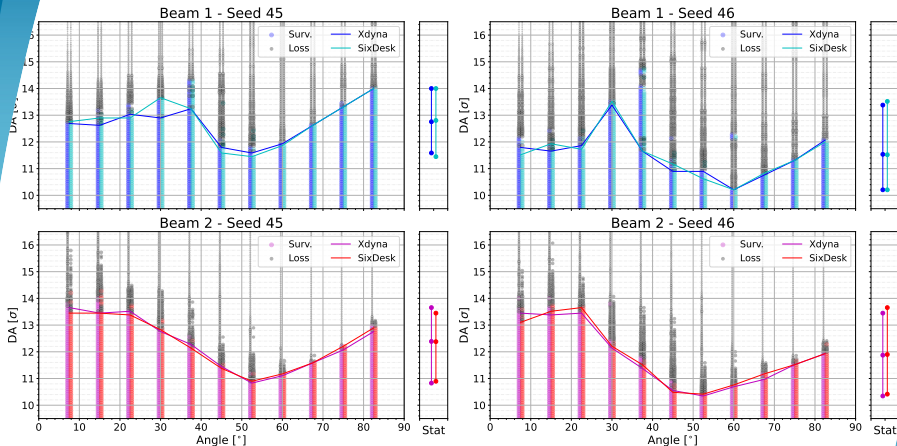 Beam 1 - Seed 45
Beam 1 - Seed 46
Surv.
Loss
Xdyna
SixDesk
Surv.
Loss
Xdyna
SixDesk
16
15
14
13
12
11
10
DA [σ]
16
15
14
13
12
11
10
Beam 2 - Seed 45
Beam 2 - Seed 46
Surv.
Loss
Xdyna
SixDesk
Surv.
Loss
Xdyna
SixDesk
DA [σ]
16
15
14
13
12
11
10
DA [σ]
16
15
14
13
12
11
10
0 10 20 30 40 50 60 70 80 90
0 10 20 30 40 50 60 70 80 90
Angle [°]
Stat
Angle [°]
Stat